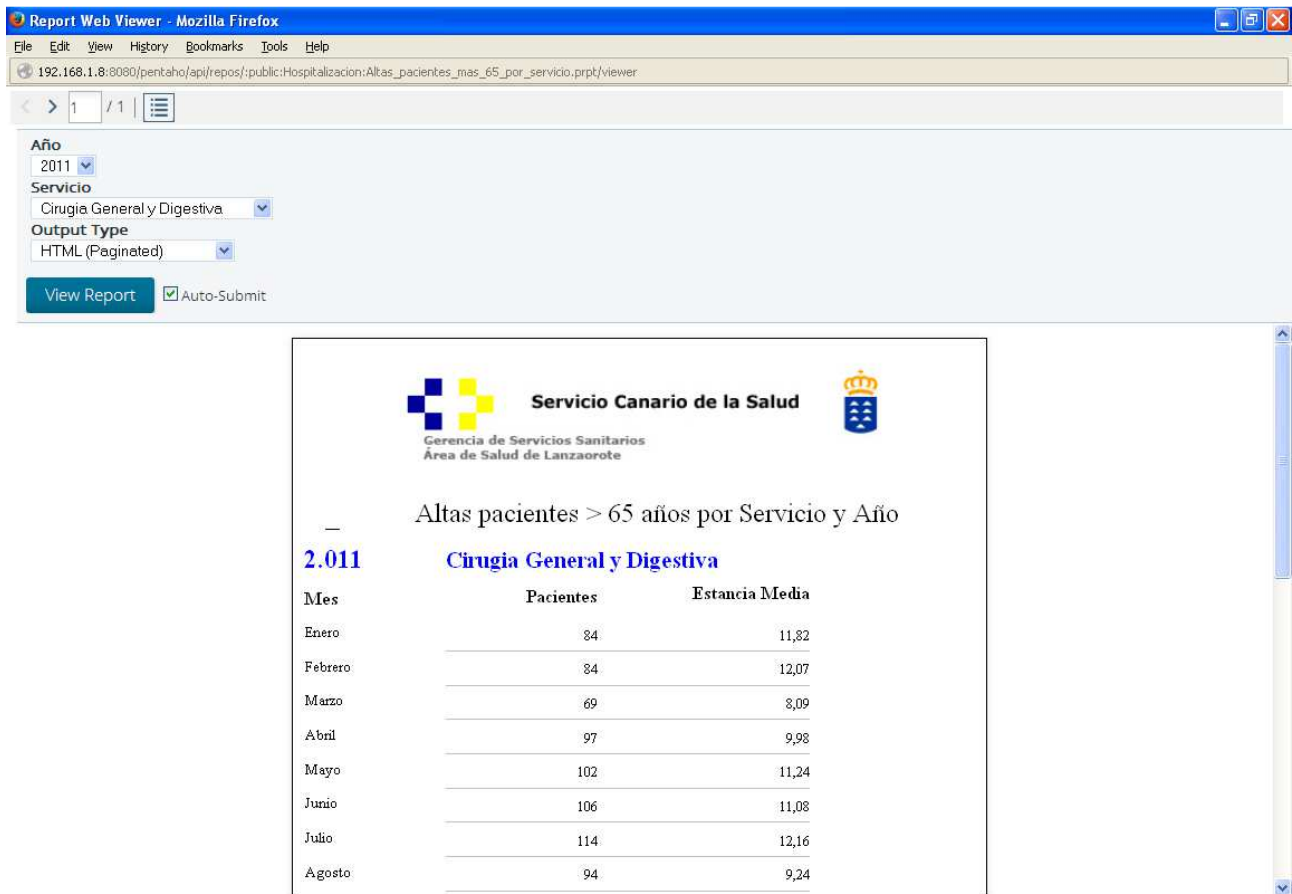 Report Web Viewer - Mozilla Firefox
File Edit View History Bookmarks Tools Help
192.168.1.8:8080/pentaho/api/repos/:public:Hospitalizacion:Altas_pacientes_mas_65_por_servicio.prpt/viewer
1 / 1
Año
2011
Servicio
Cirugia General y Digestiva
Output Type
HTML (Paginated)
View Report Auto-Submit
Servicio Canario de la Salud
Gerencia de Servicios Sanitarios
Área de Salud de Lanzaorote
_ Altas pacientes > 65 años por Servicio y Año
2.011 Cirugia General y Digestiva
Mes Pacientes Estancia Media
Enero 84 11,82
Febrero 84 12,07
Marzo 69 8,09
Abril 97 9,98
Mayo 102 11,24
Junio 106 11,08
Julio 114 12,16
Agosto 94 9,24